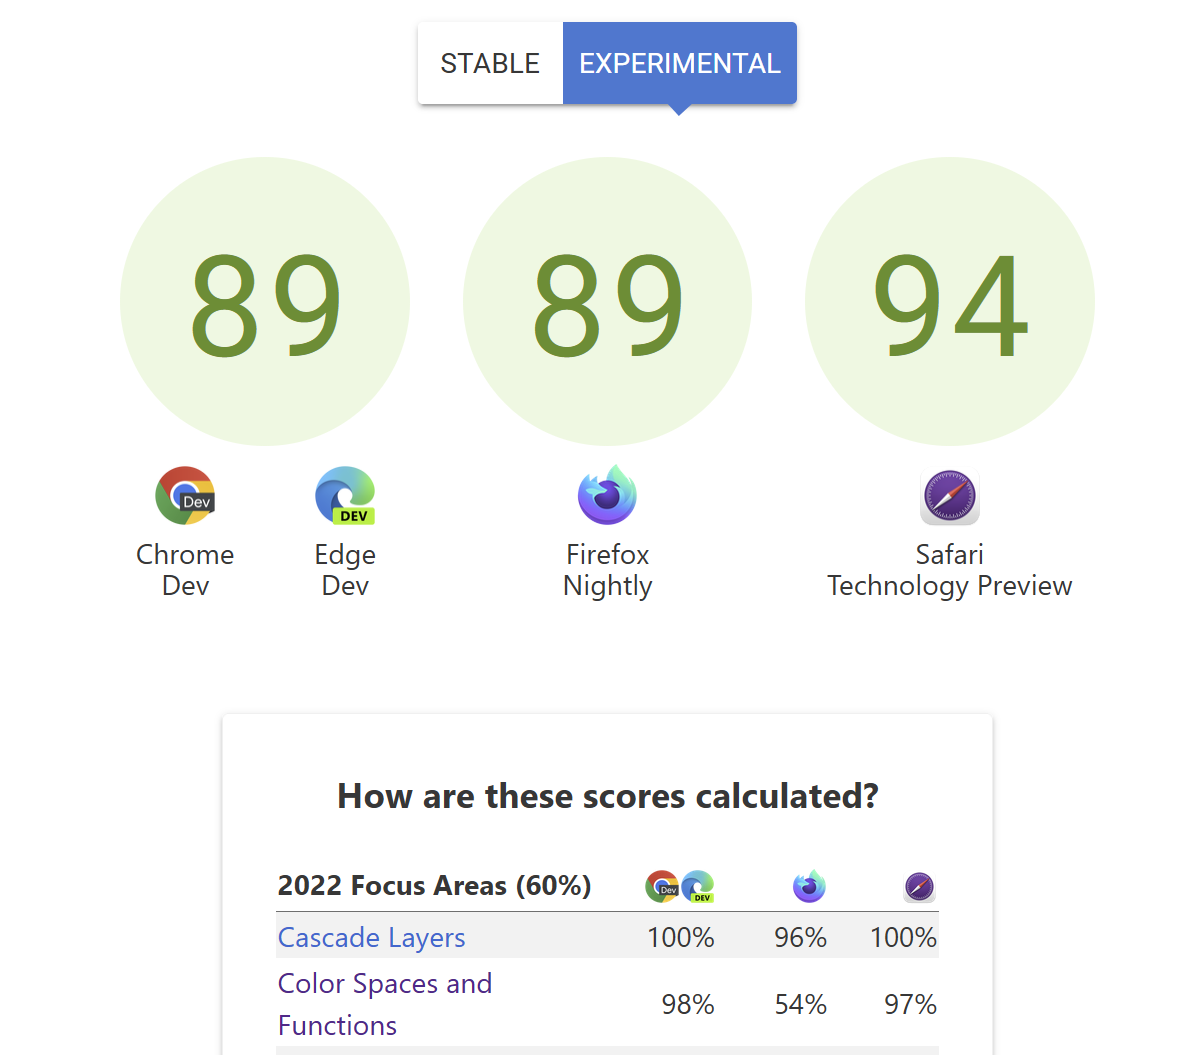 STABLE EXPERIMENTAL
89 89 94
Dev DEV
Chrome Edge Firefox Safari
Dev Dev Nightly Technology Preview
How are these scores calculated?
2022 Focus Areas (60%) Dev DEV
Cascade Layers 100% 96% 100%
Color Spaces and
Functions 98% 54% 97%